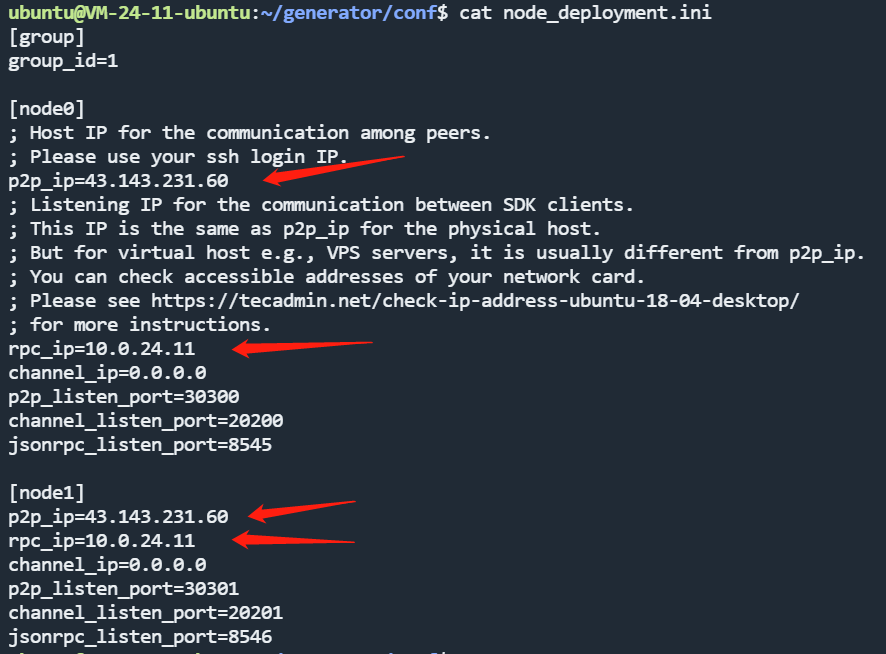 ubuntu@VM-24-11-ubuntu:~/generator/conf$ cat node_deployment.ini
[group]
group_id=1
[node0]
; Host IP for the communication among peers.
; Please use your ssh login IP.
p2p_ip=43.143.231.60
; Listening IP for the communication between SDK clients.
; This IP is the same as p2p_ip for the physical host.
; But for virtual host e.g., VPS servers, it is usually different from p2p_ip.
; You can check accessible addresses of your network card.
; Please see https://tecadmin.net/check-ip-address-ubuntu-18-04-desktop/
; for more instructions.
rpc_ip=10.0.24.11
channel_ip=0.0.0.0
p2p_listen_port=30300
channel_listen_port=20200
jsonrpc_listen_port=8545
[node1]
p2p_ip=43.143.231.60
rpc_ip=10.0.24.11
channel_ip=0.0.0.0
p2p_listen_port=30301
channel_listen_port=20201
jsonrpc_listen_port=8546